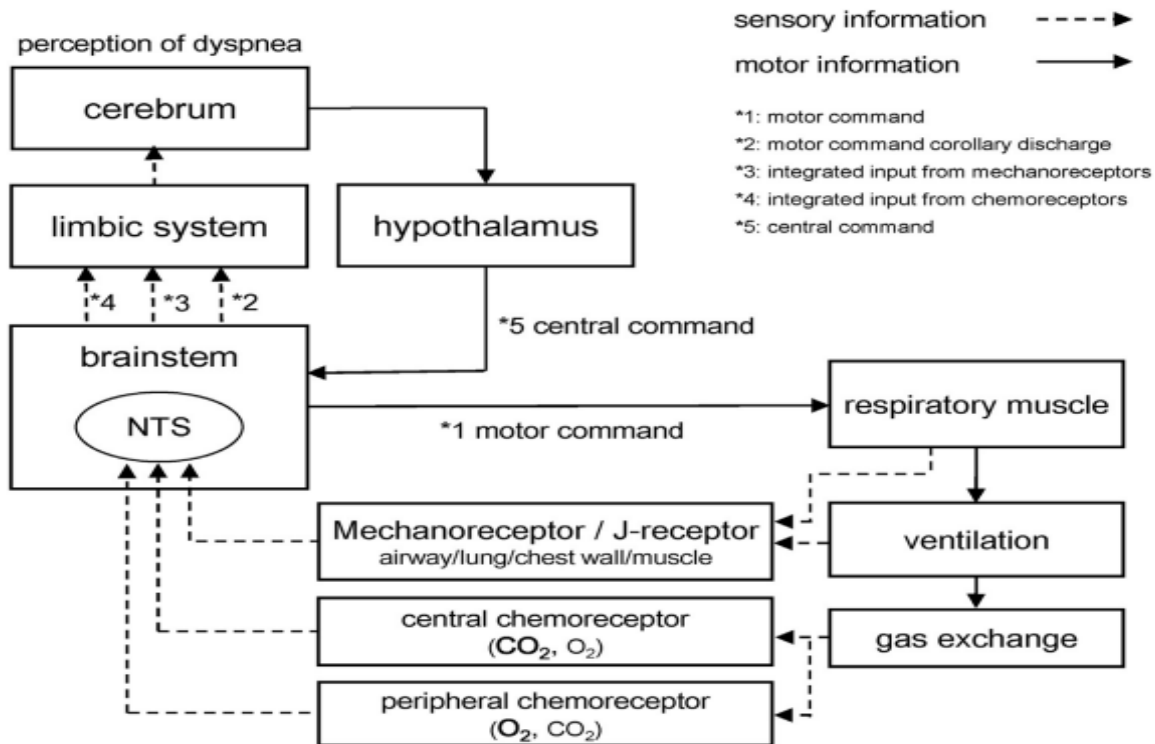 perception of dyspnea
cerebrum
limbic system
*4
*3
*2
brainstem
NTS
hypothalamus
*5 central command
*1 motor command
sensory information
motor information
*1: motor command
*2: motor command corollary discharge
*3: integrated input from mechanoreceptors
*4: integrated input from chemoreceptors
*5: central command
respiratory muscle
ventilation
gas exchange
Mechanoreceptor / J-receptor
airway/lung/chest wall/muscle
central chemoreceptor
(CO₂, O₂)
peripheral chemoreceptor
(O₂, CO₂)